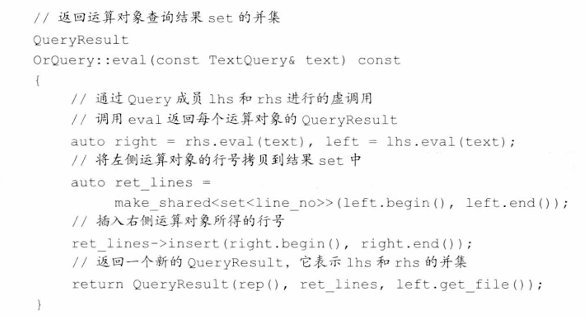 // 返回运算对象查询结果 set 的并集
QueryResult
OrQuery::eval(const TextQuery& text) const
{
// 通过 Query 成员 lhs 和 rhs 进行的虚调用
// 调用 eval 返回每个运算对象的 QueryResult
auto right = rhs.eval(text), left = lhs.eval(text);
// 将左侧运算对象的行号拷贝到结果 set 中
auto ret_lines =
make_shared<set<line_no>>(left.begin(), left.end());
// 插入右侧运算对象所得的行号
ret_lines->insert(right.begin(), right.end());
// 返回一个新的 QueryResult, 它表示 lhs 和 rhs 的并集
return QueryResult(rep(), ret_lines, left.get_file());
}